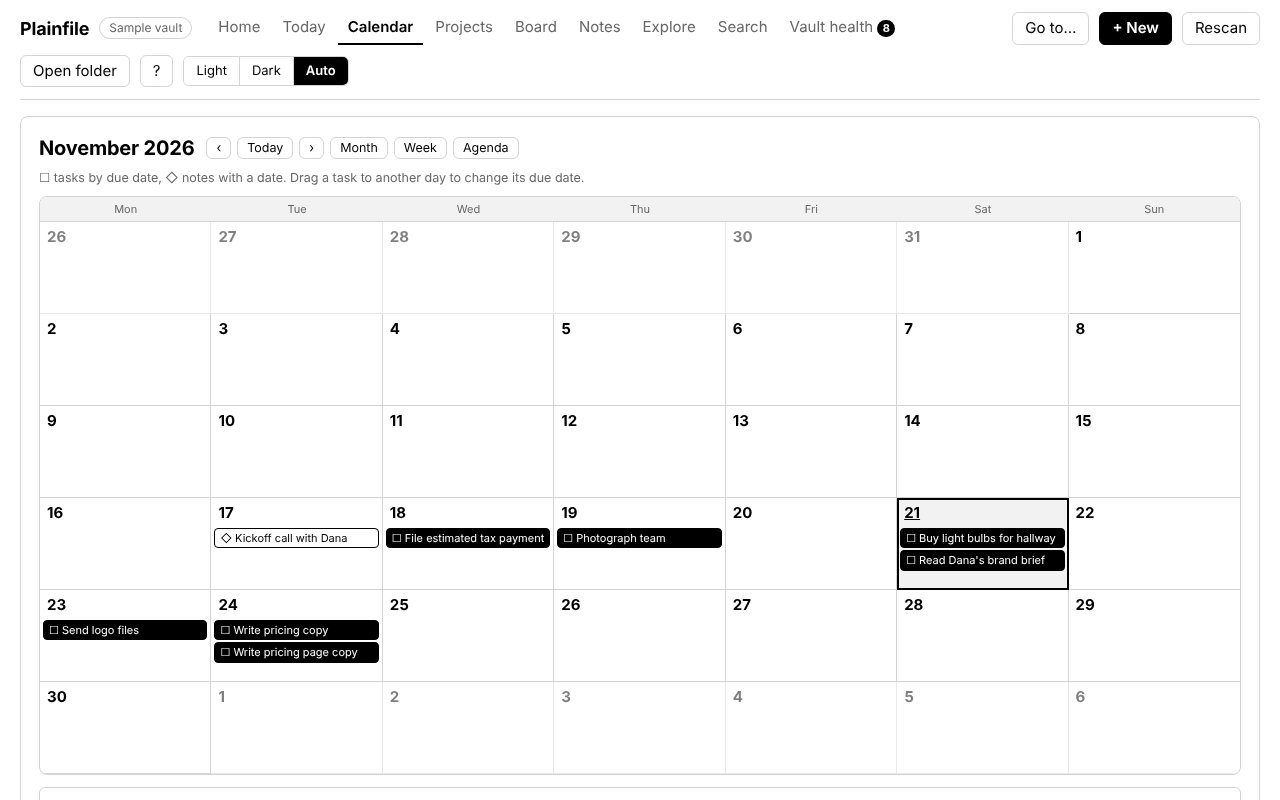 Plainfile Sample vault Home Today Calendar Projects Board Notes Explore Search Vault health 8 Go to... + New Rescan
Open folder ? Light Dark Auto
November 2026 ‹ Today › Month Week Agenda
☐ tasks by due date, ◇ notes with a date. Drag a task to another day to change its due date.
Mon Tue Wed Thu Fri Sat Sun
26 27 28 29 30 31 1
2 3 4 5 6 7 8
9 10 11 12 13 14 15
16 17 18 19 20 21 22
◇ Kickoff call with Dana ☐ File estimated tax payment ☐ Photograph team ☐ Buy light bulbs for hallway
☐ Read Dana's brand brief
23 24 25 26 27 28 29
☐ Send logo files ☐ Write pricing copy
☐ Write pricing page copy
30 1 2 3 4 5 6